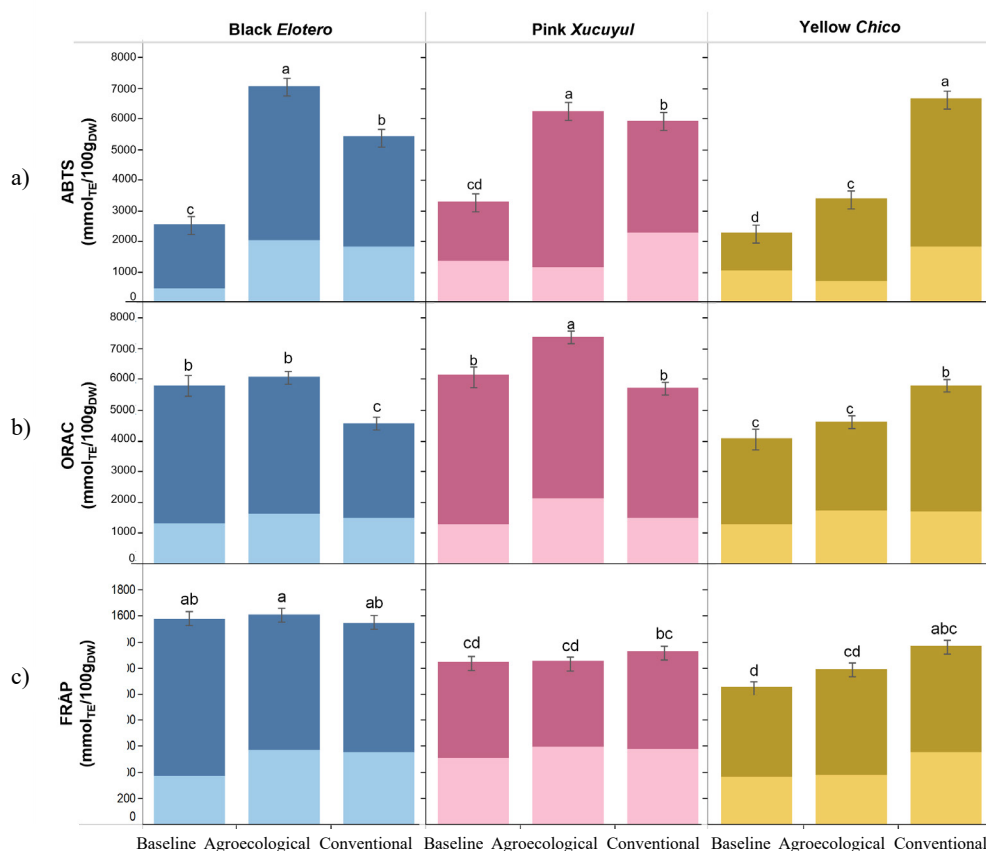 Black Elotero Pink Xucuyul Yellow Chico
a)
ABTS
(mmolTE/100gDW)
8000
7000
6000
5000
4000
3000
2000
1000
0
c
a
b
cd
a
b
d
c
a
b)
ORAC
(mmolTE/100gDW)
8000
7000
6000
5000
4000
3000
2000
1000
0
b
b
c
b
a
b
c
c
b
c)
FRAP
(mmolTE/100gDW)
1800
1600
200
0
ab
a
ab
cd
cd
bc
d
cd
abc
Baseline Agroecological Conventional Baseline Agroecological Conventional Baseline Agroecological Conventional